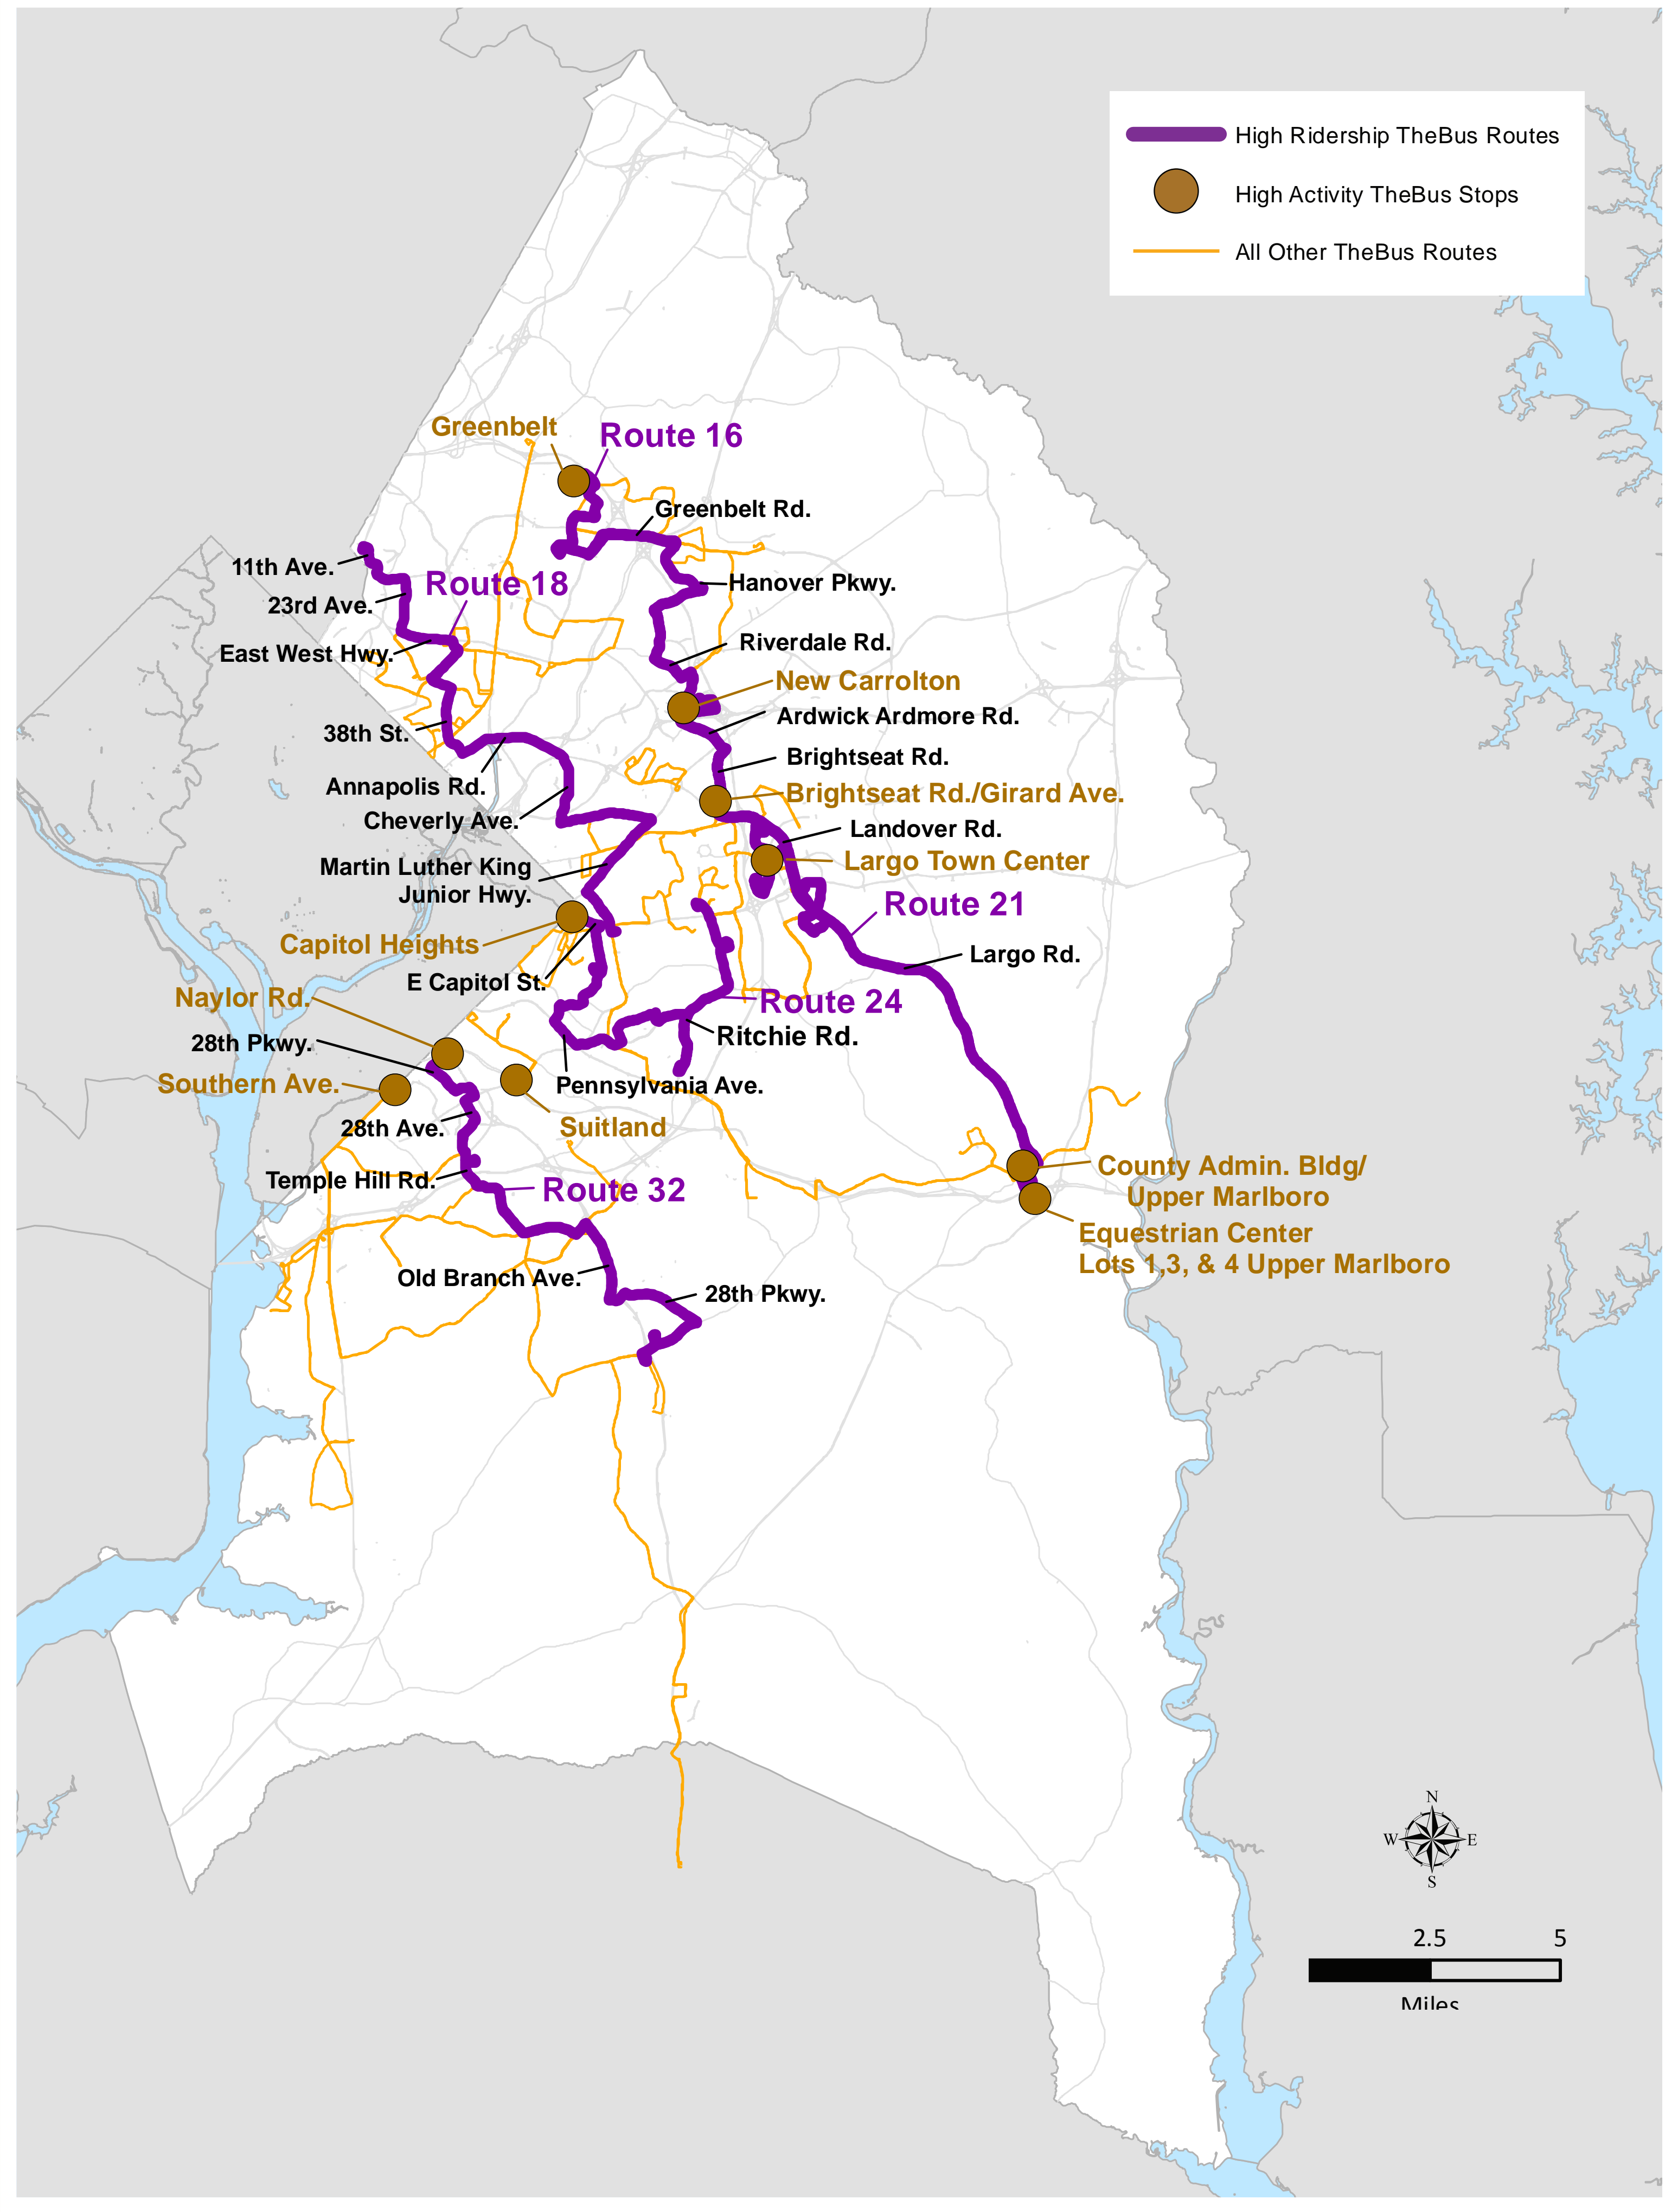 High Ridership TheBus Routes
High Activity TheBus Stops
All Other TheBus Routes
Greenbelt
Route 16
Greenbelt Rd.
11th Ave.
Route 18
Hanover Pkwy.
23rd Ave.
Riverdale Rd.
East West Hwy.
New Carrolton
Ardwick Ardmore Rd.
38th St.
Brightseat Rd.
Annapolis Rd.
Brightseat Rd./Girard Ave.
Cheverly Ave.
Landover Rd.
Largo Town Center
Martin Luther King
Junior Hwy.
Route 21
Capitol Heights
Largo Rd.
E Capitol St.
Naylor Rd.
Route 24
28th Pkwy.
Ritchie Rd.
Southern Ave.
Pennsylvania Ave.
28th Ave.
Suitland
Temple Hill Rd.
Route 32
County Admin. Bldg/
Upper Marlboro
Equestrian Center
Lots 1,3, & 4 Upper Marlboro
Old Branch Ave.
28th Pkwy.
N
W
E
S
2.5
5
Miles